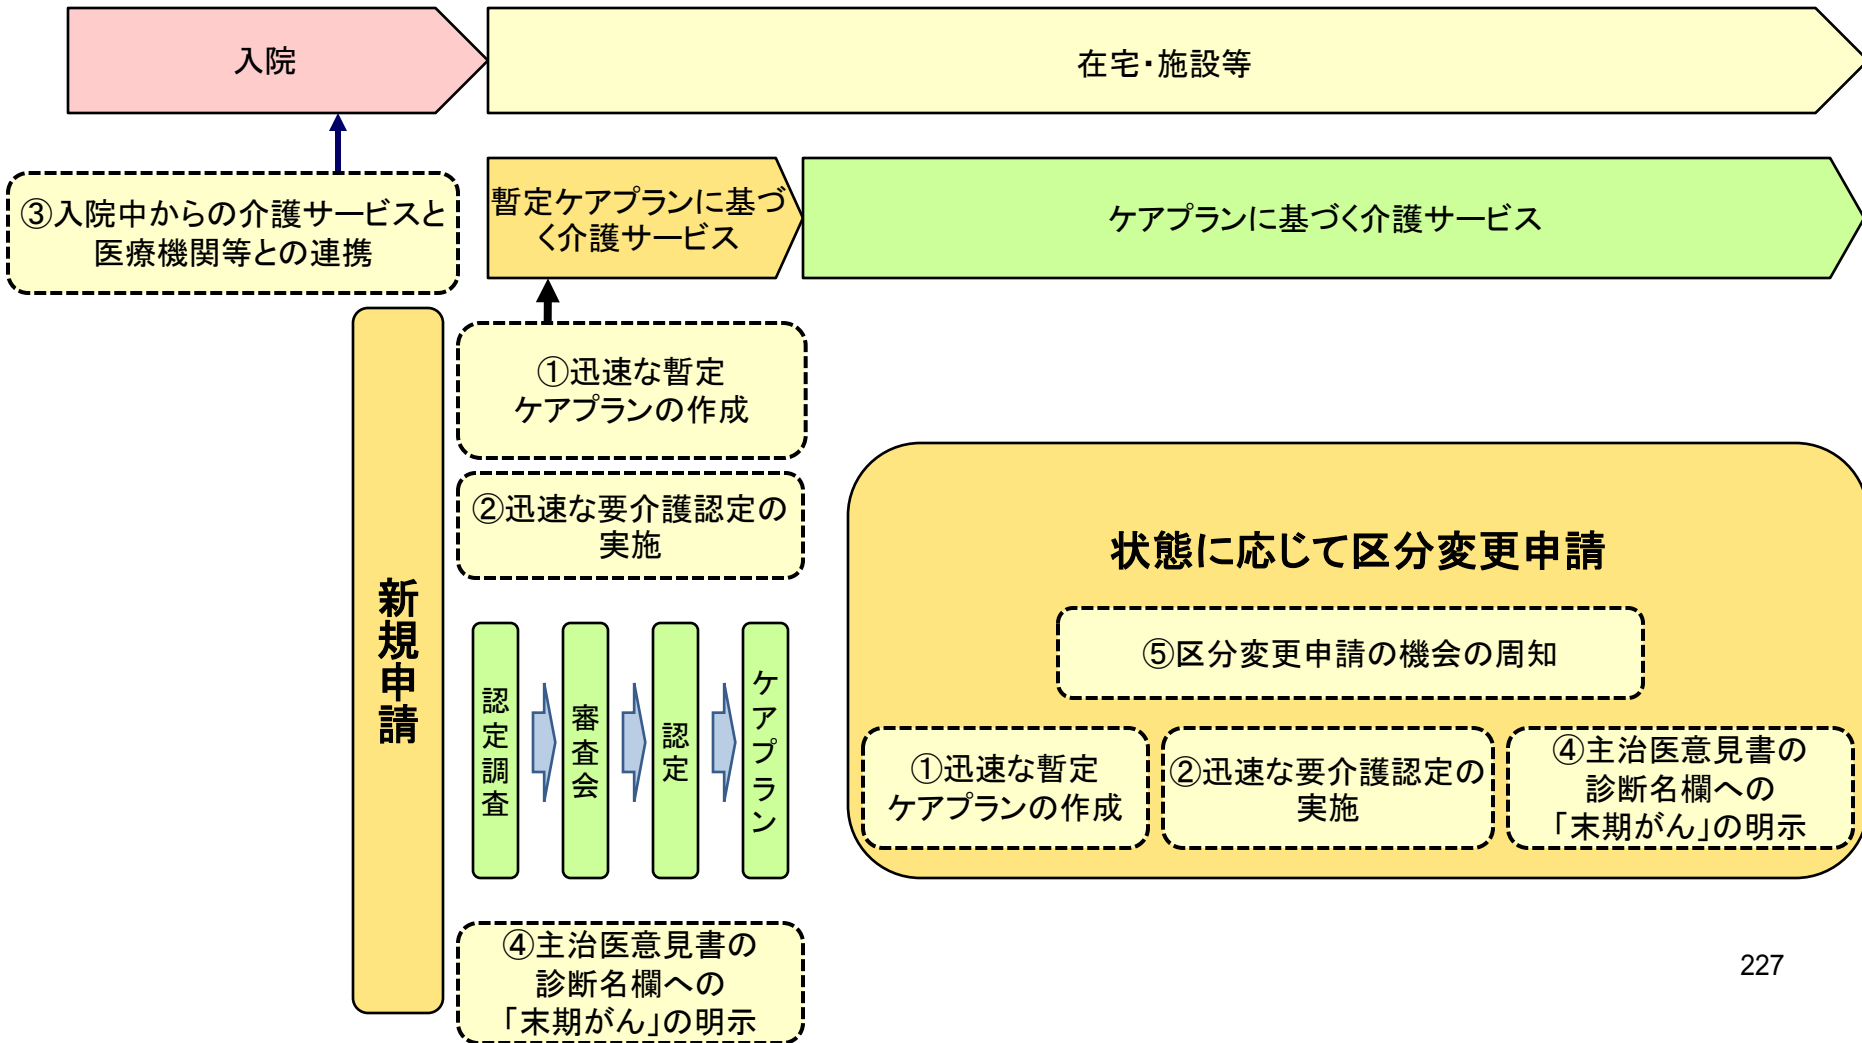 入院
在宅・施設等
③入院中からの介護サービスと
医療機関等との連携
暫定ケアプランに基づ
く介護サービス
ケアプランに基づく介護サービス
新規申請
①迅速な暫定
ケアプランの作成
②迅速な要介護認定の
実施
認定調査
審査会
認定
ケアプラン
④主治医意見書の
診断名欄への
「末期がん」の明示
状態に応じて区分変更申請
⑤区分変更申請の機会の周知
①迅速な暫定
ケアプランの作成
②迅速な要介護認定の
実施
④主治医意見書の
診断名欄への
「末期がん」の明示
227